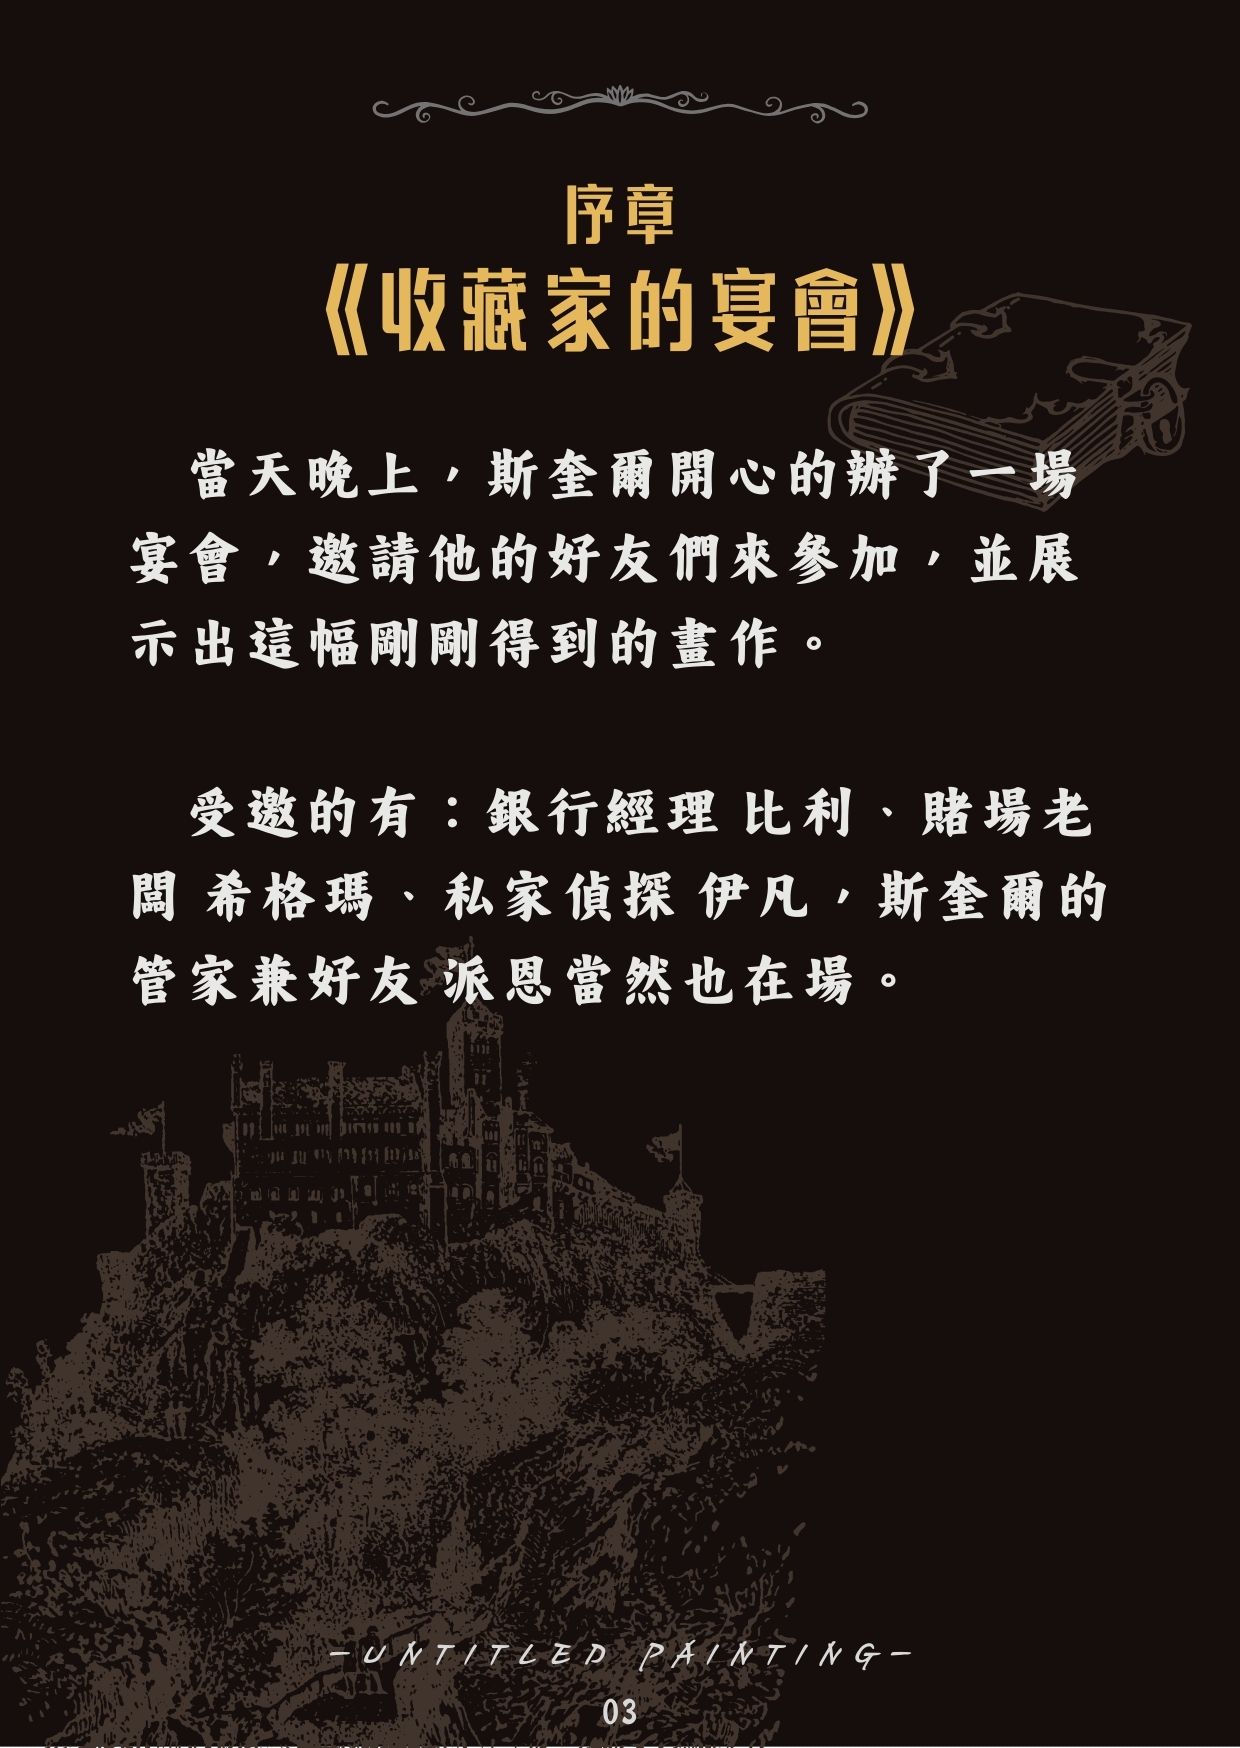 序章
《收藏家的宴會》
當天晚上，斯奎爾開心的辦了一場
宴會，邀請他的好友們來參加，並展
示出這幅剛剛得到的畫作。
受邀的有：銀行經理 比利、賭場老
闆 希格瑪、私家偵探 伊凡，斯奎爾的
管家兼好友 派恩當然也在場。
-UNTITLED PAINTING-
03